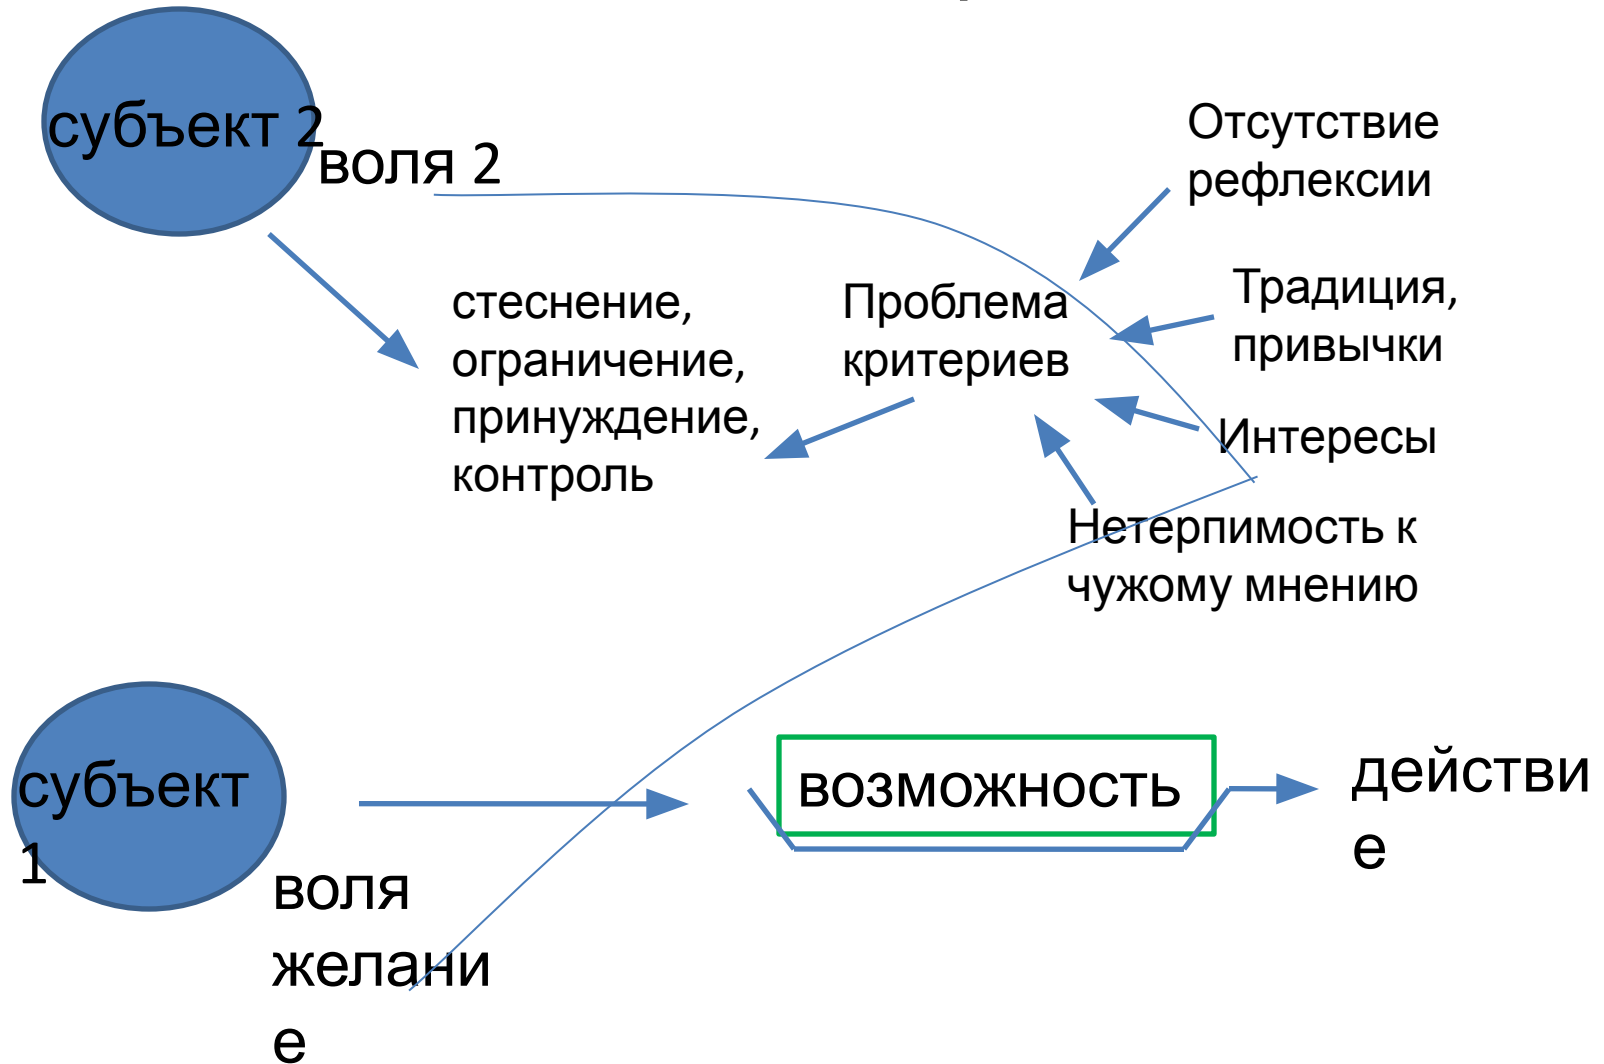 субъект 2
воля 2
Отсутствие
рефлексии
стеснение,
ограничение,
принуждение,
контроль
Проблема
критериев
Традиция,
привычки
Интересы
Нетерпимость к
чужому мнению
субъект
1
воля
желани
е
возможность
действи
е